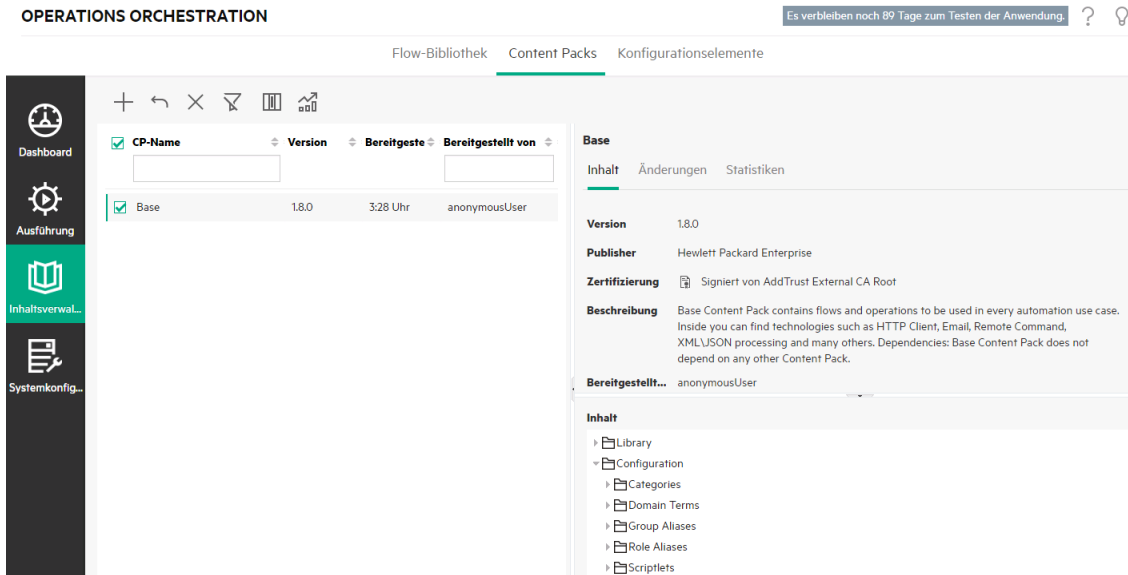 OPERATIONS ORCHESTRATION
Es verbleiben noch 89 Tage zum Testen der Anwendung.
Flow-Bibliothek Content Packs Konfigurationselemente
Dashboard
Ausführung
Inhaltsverwal...
Systemkonfig...
CP-Name Version Bereitgeste Bereitgestellt von
Base 1.8.0 3:28 Uhr anonymousUser
Base
Inhalt Änderungen Statistiken
Version 1.8.0
Publisher Hewlett Packard Enterprise
Zertifizierung Signiert von AddTrust External CA Root
Beschreibung Base Content Pack contains flows and operations to be used in every automation use case.
Inside you can find technologies such as HTTP Client, Email, Remote Command,
XML\JSON processing and many others. Dependencies: Base Content Pack does not
depend on any other Content Pack.
Bereitgestellt... anonymousUser
Inhalt
Library
Configuration
Categories
Domain Terms
Group Aliases
Role Aliases
Scriptlets